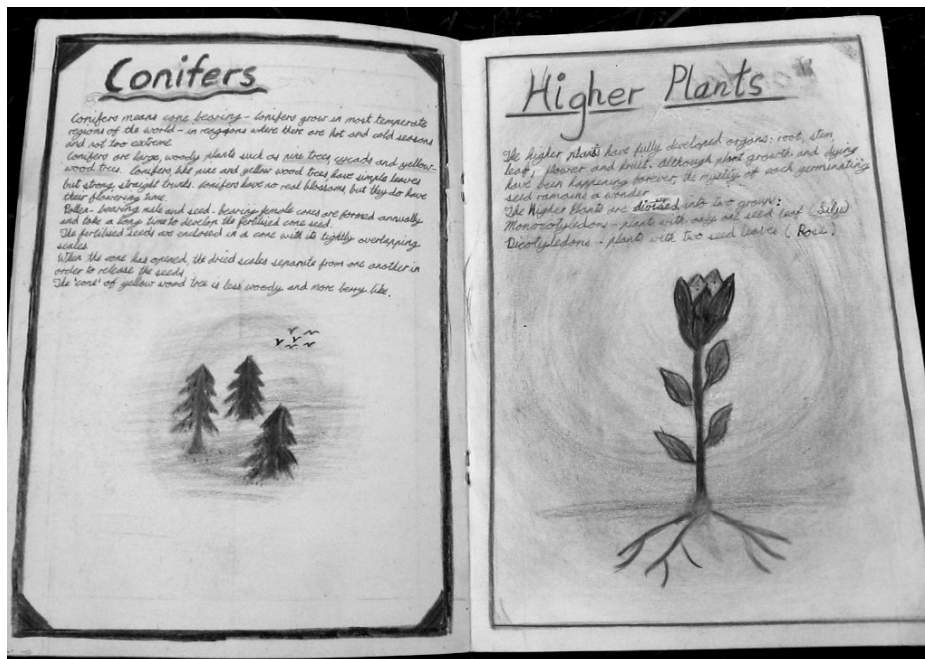 Conifers
Conifers means cone bearing - Conifers grow in most temperate
regions of the world - in reagions where there are hot and cold seasons
and not too extreme.
Conifers are large, woody plants such as pine trees, cycads and yellow-
wood trees. Conifers like pine and yellow wood trees have simple leaves
but strong, straight trunks. Conifers have no real blossoms, but they do have
their flowering time.
Pollen - bearing male and seed - bearing female cones are formed annually
and take a long time to develop the fertilised cone seed.
The fertilised seeds are enclosed in a cone with its tightly overlapping
scales.
When the cone has opened, the dried scales separate from one another in
order to release the seeds.
The 'cone' of yellow wood tree is less woody and more berry like.
Higher Plants
The higher plants have fully developed organs: root, stem
leaf, flower and fruit. although plant growth and dying
have been happening forever, the mystery of each germinating
seed ramains a wonder.
The Higher Plants are divided into two groups:
Monocotyledons - plants with only one seed leaf
Dicotyledons - plants with two seed leaves (Rose)